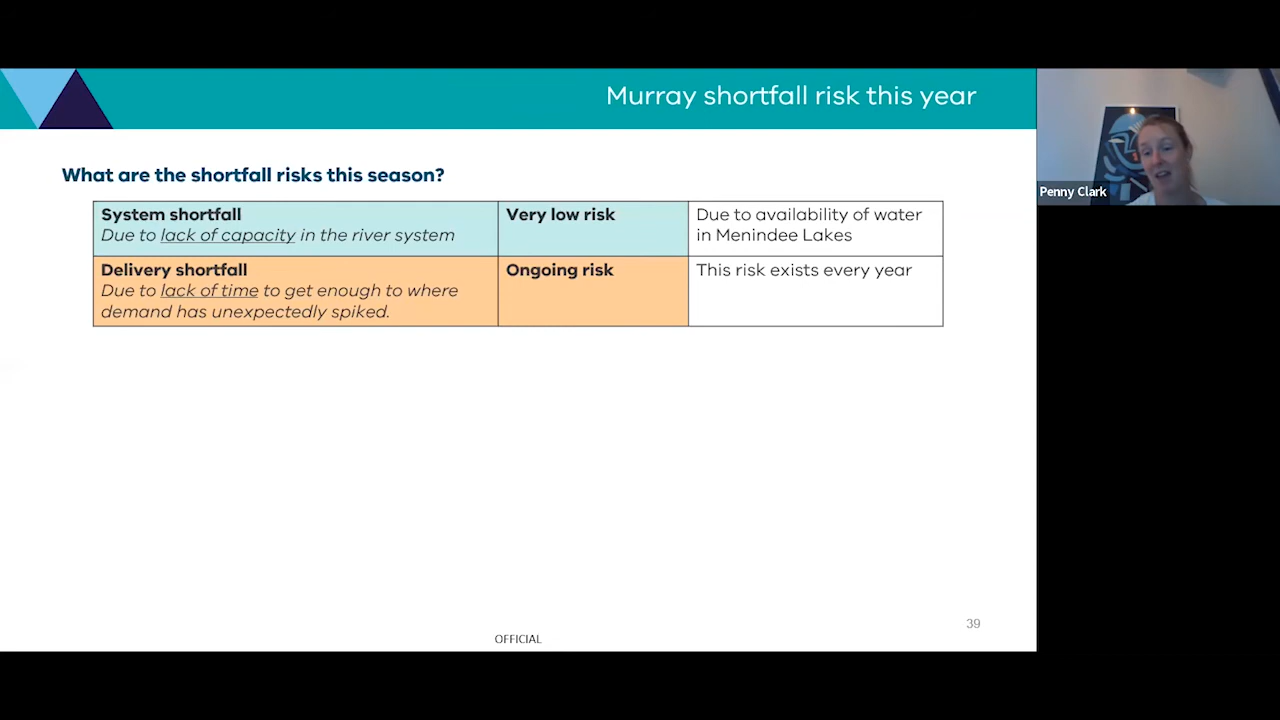 Murray shortfall risk this year
Penny Clark
What are the shortfall risks this season?
System shortfall
Due to lack of capacity in the river system
Very low risk
Due to availability of water
in Menindee Lakes
Delivery shortfall
Due to lack of time to get enough to where
demand has unexpectedly spiked.
Ongoing risk
This risk exists every year
39
OFFICIAL